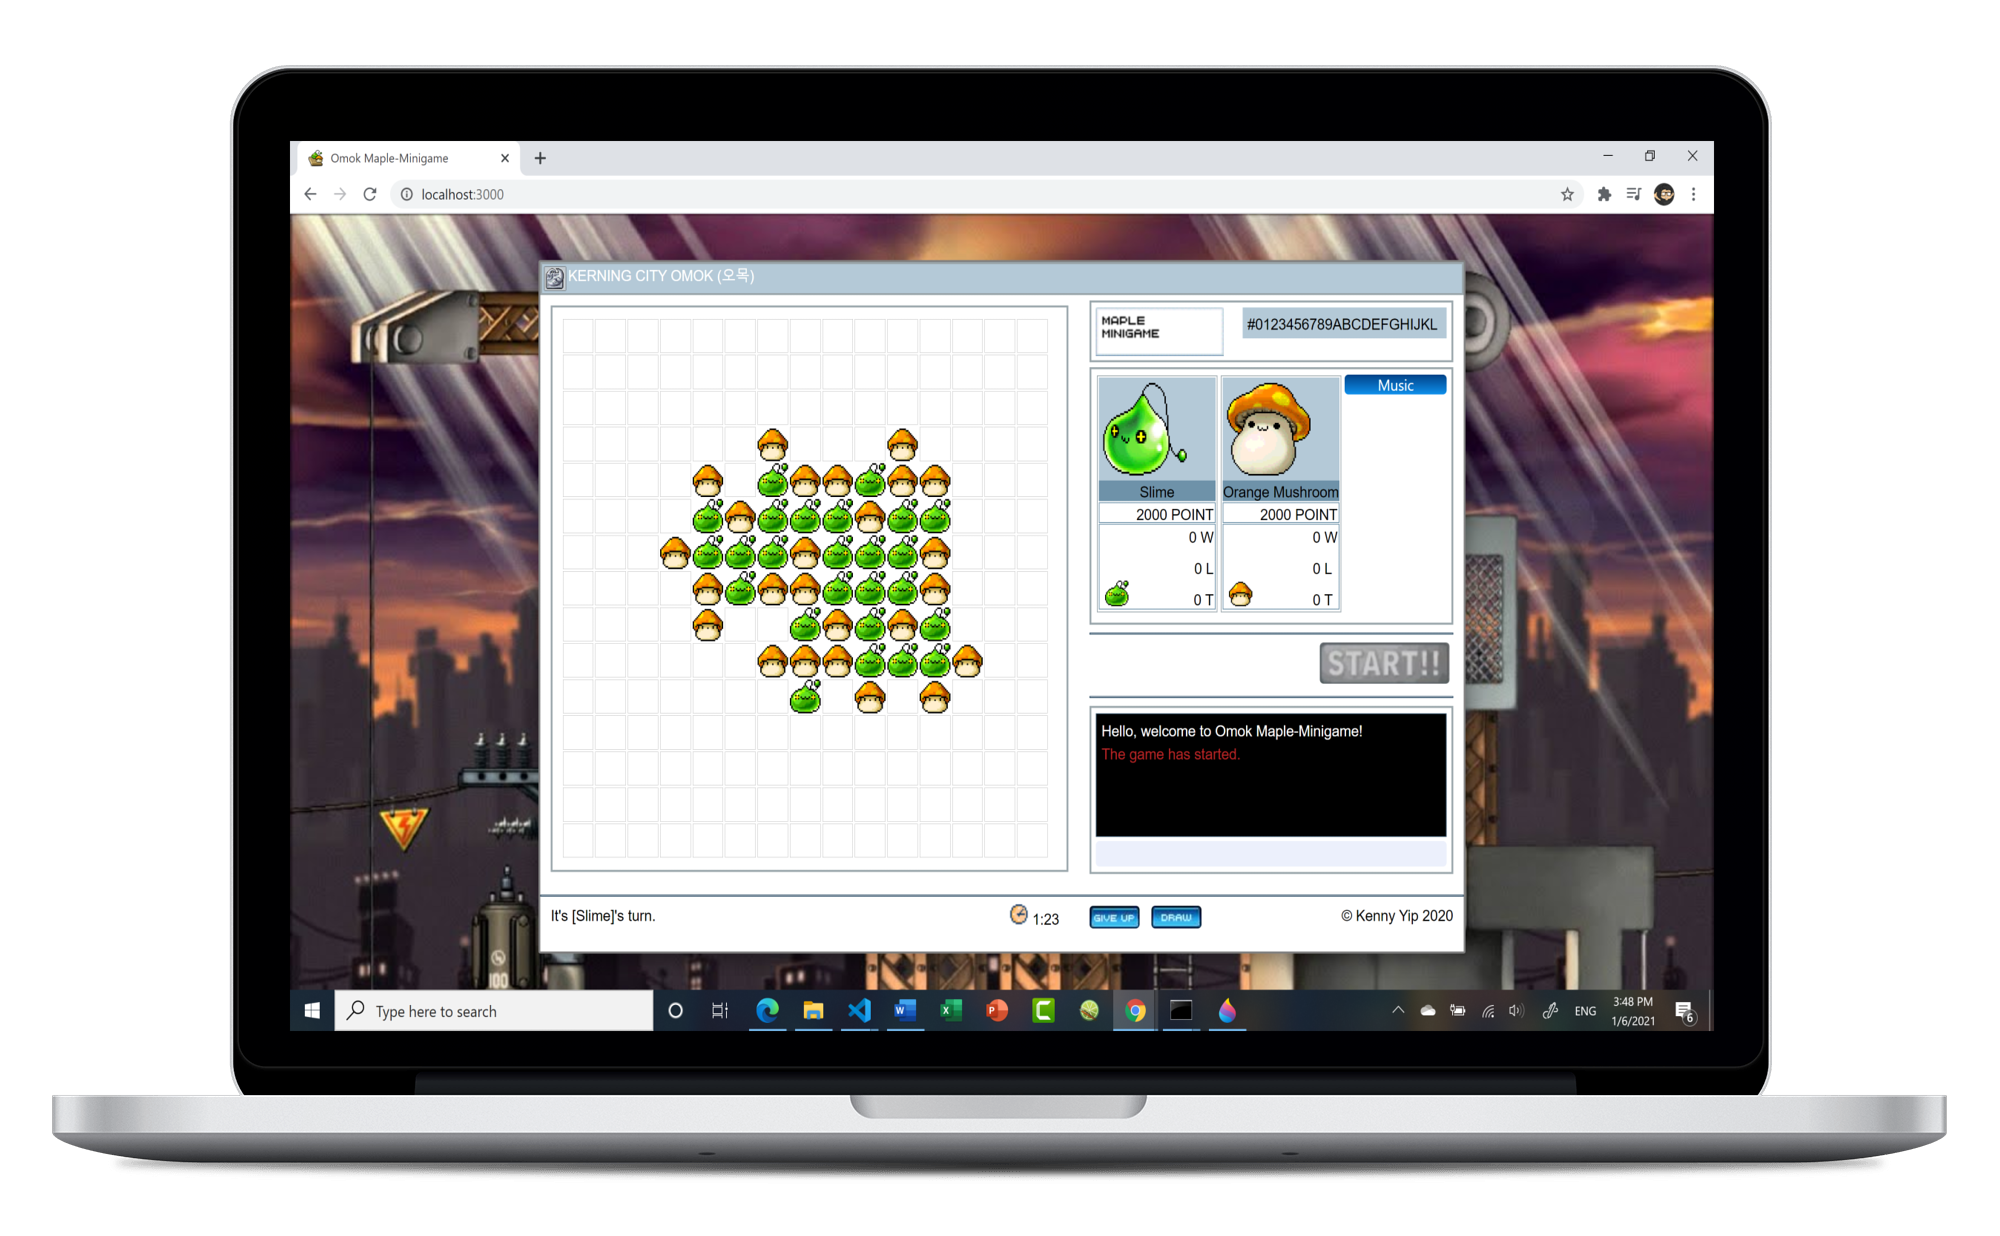 Omok Maple-Minigame
localhost:3000
KERNING CITY OMOK (오목)
MAPLE
MINIGAME
#0123456789ABCDEFGHIJKL
Music
Slime
Orange Mushroom
2000 POINT
2000 POINT
0 W
0 W
0 L
0 L
0 T
0 T
START!!
Hello, welcome to Omok Maple-Minigame!
The game has started.
It's [Slime]'s turn.
1:23
GIVE UP
DRAW
© Kenny Yip 2020
100
Type here to search
ENG
3:48 PM
1/6/2021
6